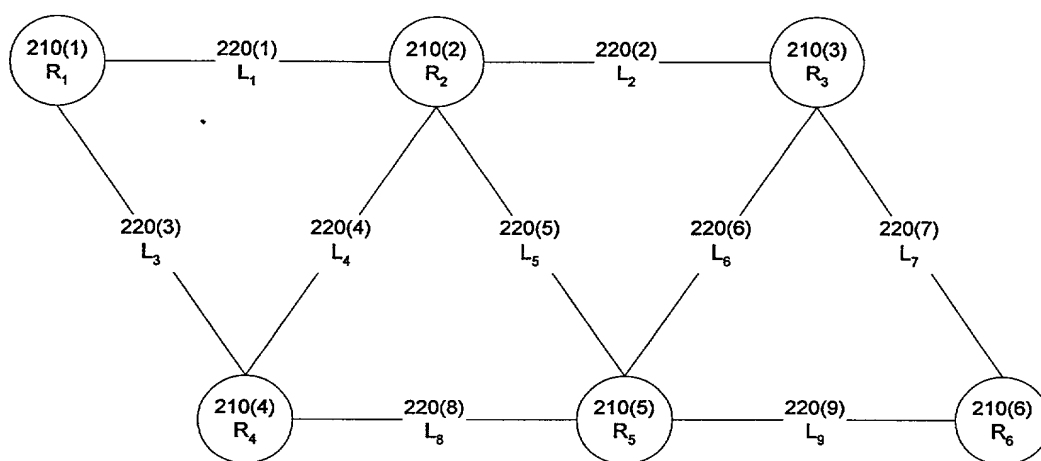 210(1)
R₁
220(1)
L₁
210(2)
R₂
220(2)
L₂
210(3)
R₃
220(3)
L₃
220(4)
L₄
220(5)
L₅
220(6)
L₆
220(7)
L₇
210(4)
R₄
220(8)
L₈
210(5)
R₅
220(9)
L₉
210(6)
R₆